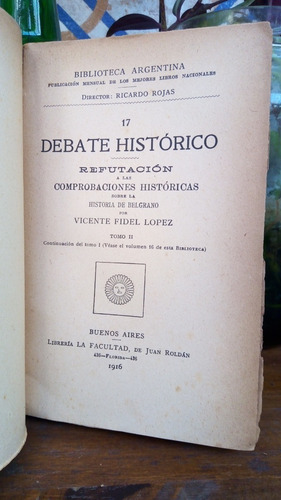 BIBLIOTECA ARGENTINA
PUBLICACIÓN MENSUAL DE LOS MEJORES LIBROS NACIONALES
DIRECTOR: RICARDO ROJAS
17
DEBATE HISTÓRICO
REFUTACIÓN
A LAS
COMPROBACIONES HISTÓRICAS
SOBRE LA
HISTORIA DE BELGRANO
POR
VICENTE FIDEL LOPEZ
TOMO II
Continuación del tomo I (Véase el volumen 16 de esta BIBLIOTECA)
BUENOS AIRES
LIBRERÍA LA FACULTAD, DE JUAN ROLDÁN
436-FLORIDA-436
1916